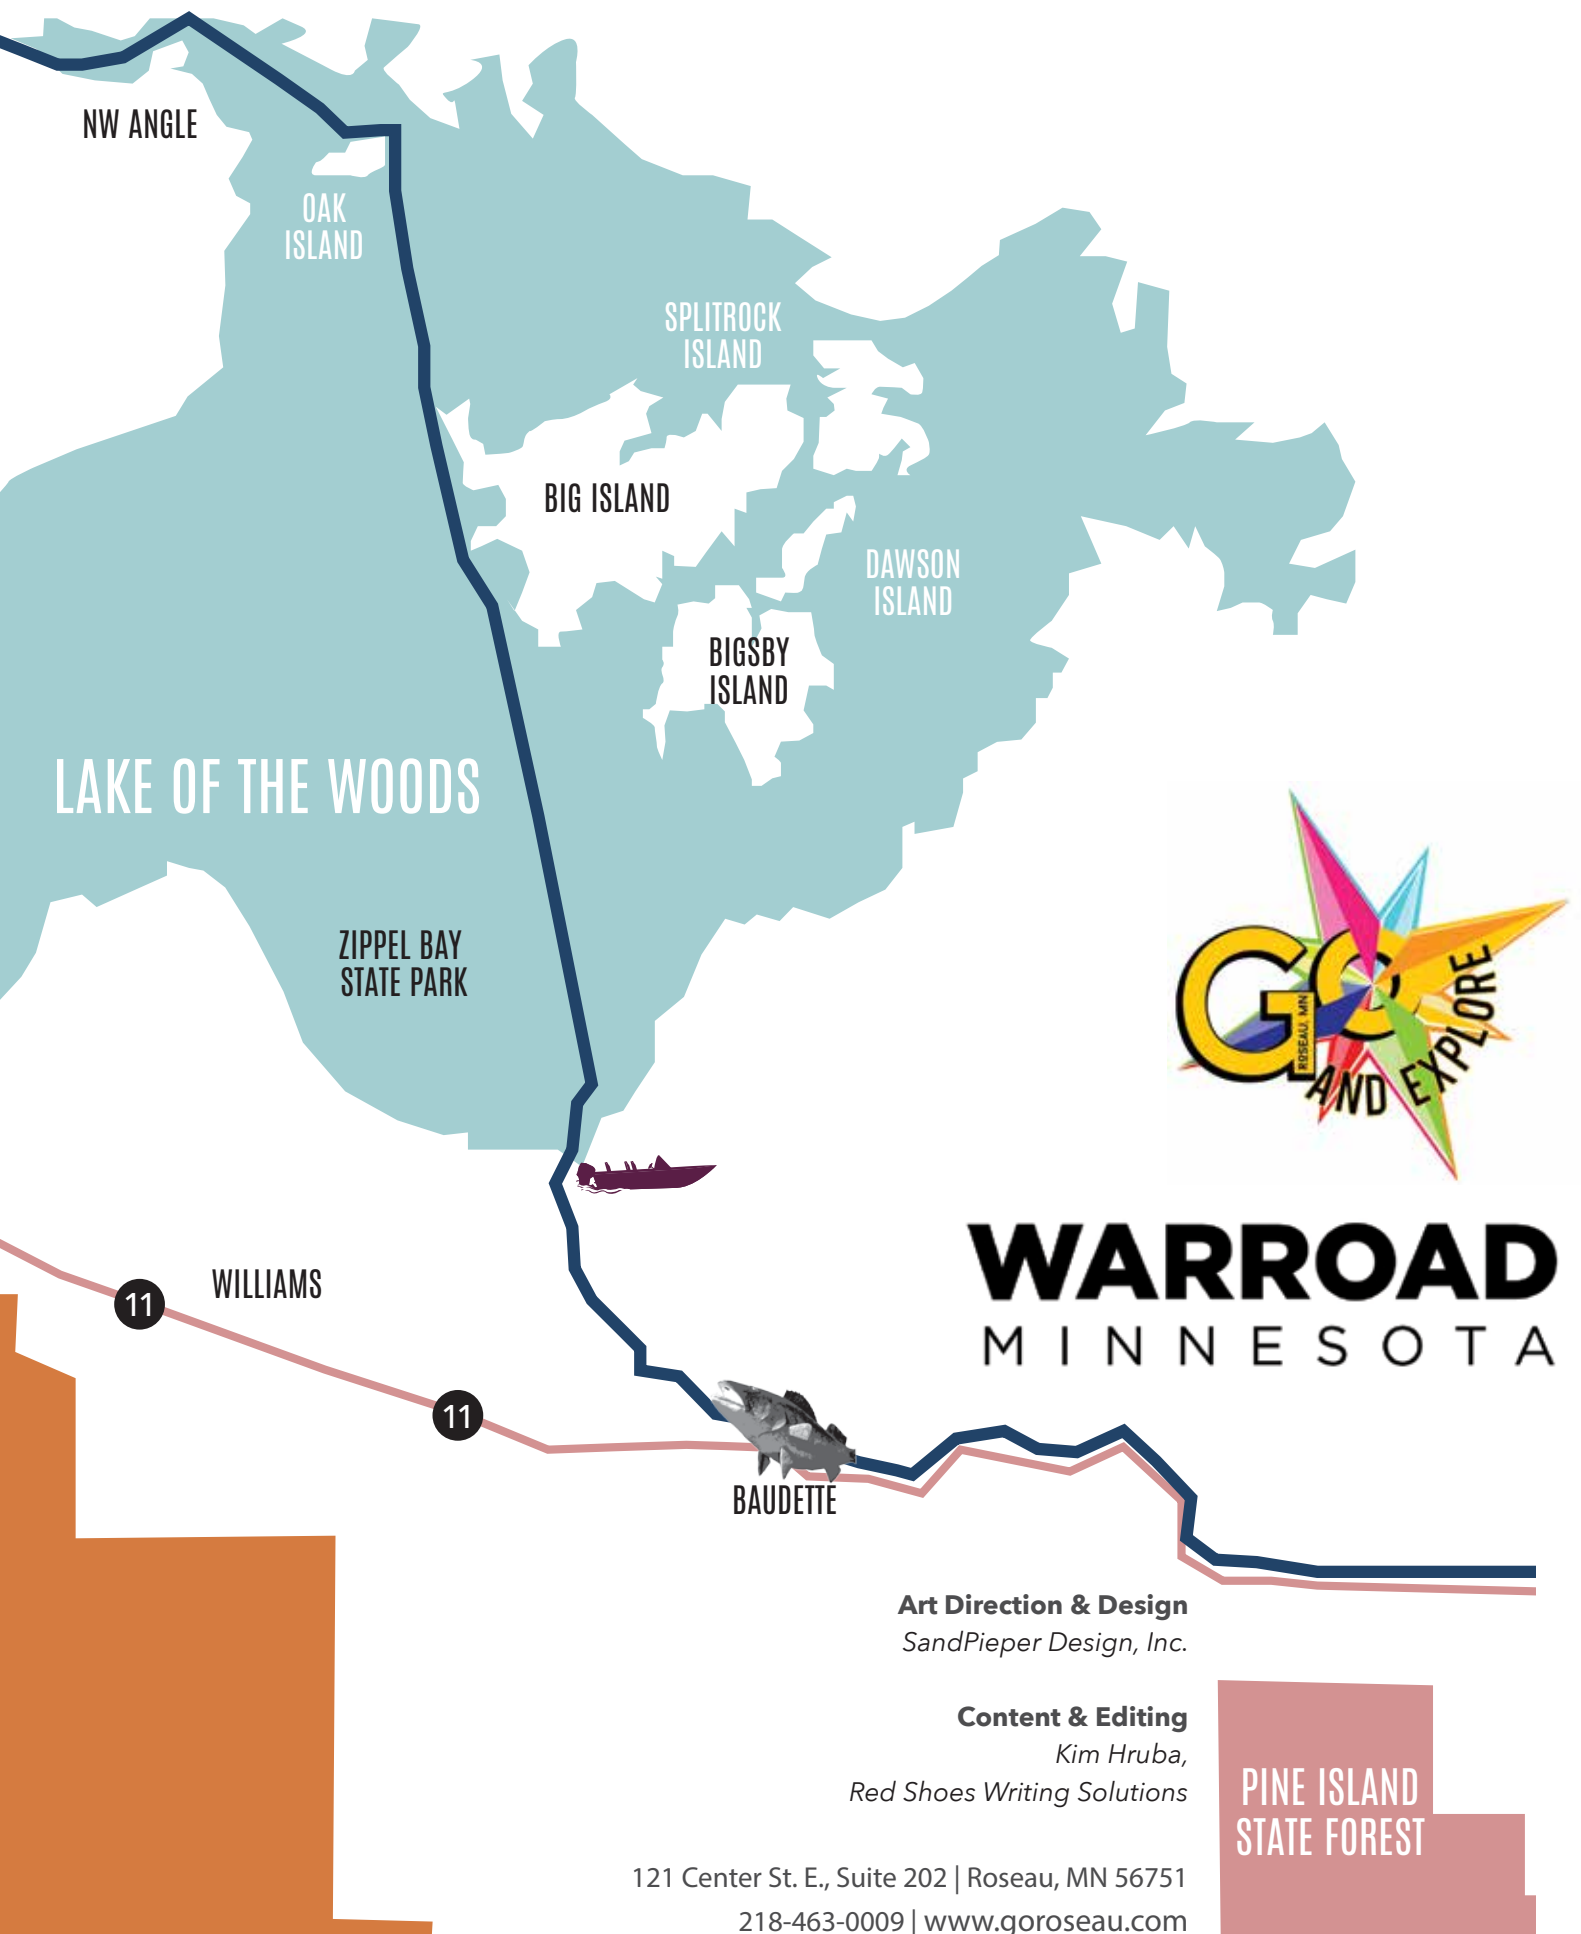 NW ANGLE
OAK
ISLAND
SPLITROCK
ISLAND
BIG ISLAND
DAWSON
ISLAND
BIGSBY
ISLAND
LAKE OF THE WOODS
ZIPPEL BAY
STATE PARK
GO
ROSEAU, MN
AND EXPLORE
WARROAD
MINNESOTA
11
WILLIAMS
11
BAUDETTE
Art Direction & Design
SandPieper Design, Inc.
Content & Editing
Kim Hruba,
Red Shoes Writing Solutions
PINE ISLAND
STATE FOREST
121 Center St. E., Suite 202 | Roseau, MN 56751
218-463-0009 | www.goroseau.com